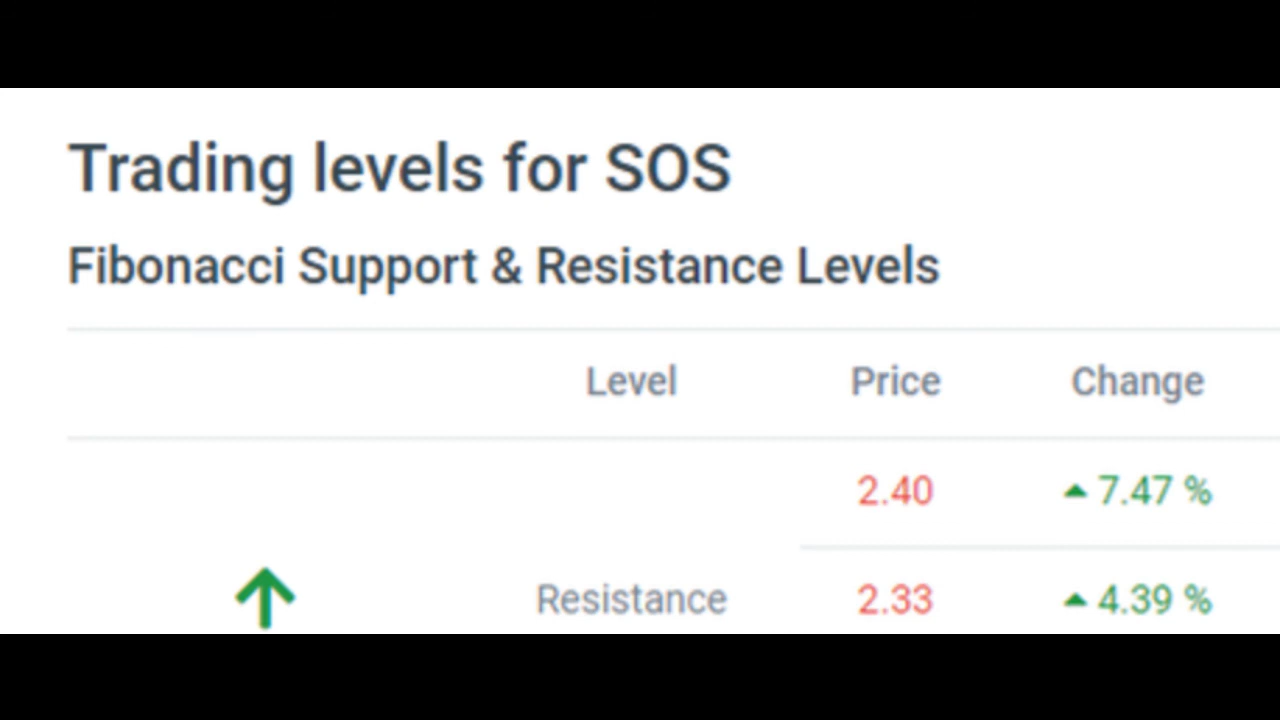 Trading levels for SOS
Fibonacci Support & Resistance Levels
Level Price Change
2.40 7.47 %
Resistance 2.33 4.39 %